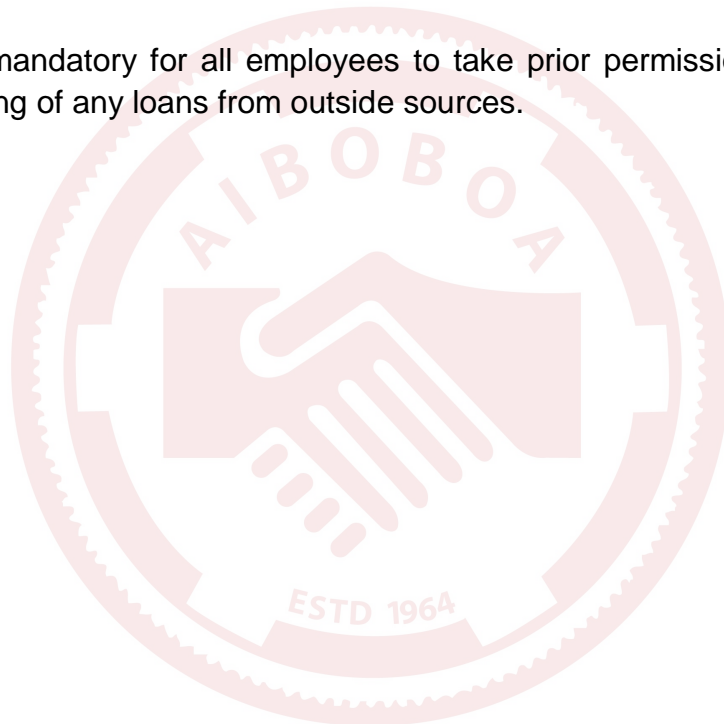 mandatory for all employees to take prior permissi
ng of any loans from outside sources.
AIBOBOA
ESTD 1964